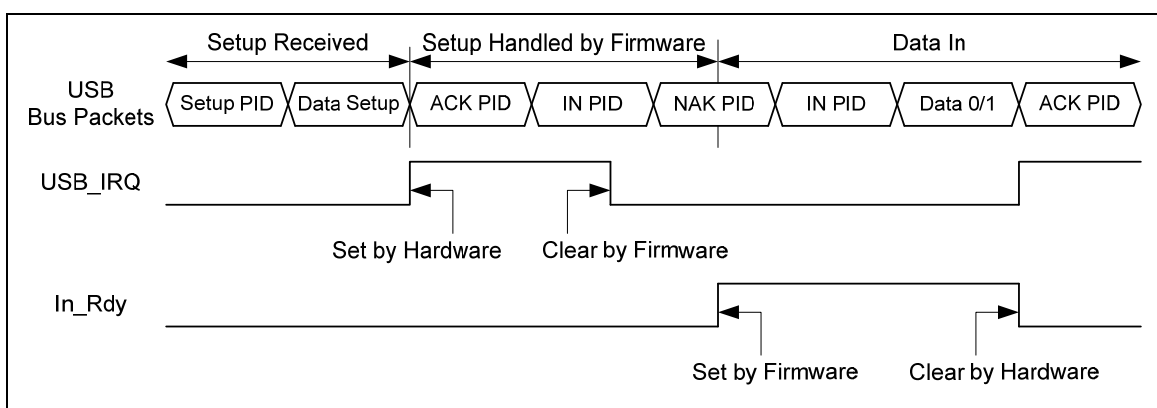 Setup Received Setup Handled by Firmware Data In
USB
Bus Packets
Setup PID Data Setup ACK PID IN PID NAK PID IN PID Data 0/1 ACK PID
USB_IRQ
Set by Hardware Clear by Firmware
In_Rdy
Set by Firmware Clear by Hardware